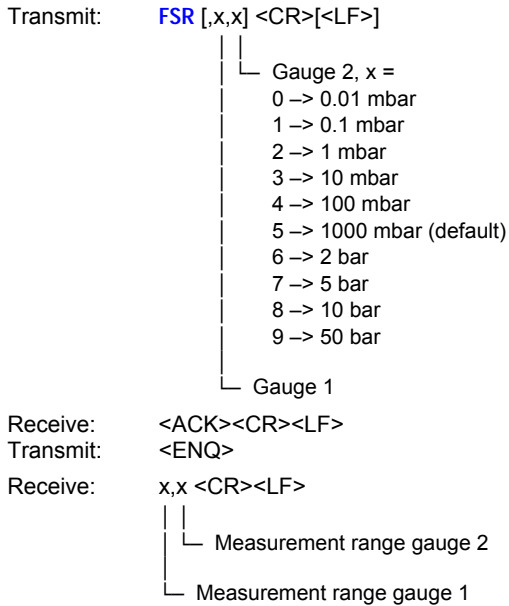 Transmit: FSR [,x,x] <CR>[<LF>]
Gauge 2, x =
0 –> 0.01 mbar
1 –> 0.1 mbar
2 –> 1 mbar
3 –> 10 mbar
4 –> 100 mbar
5 –> 1000 mbar (default)
6 –> 2 bar
7 –> 5 bar
8 –> 10 bar
9 –> 50 bar
Gauge 1
Receive: <ACK><CR><LF>
Transmit: <ENQ>
Receive: x,x <CR><LF>
Measurement range gauge 2
Measurement range gauge 1